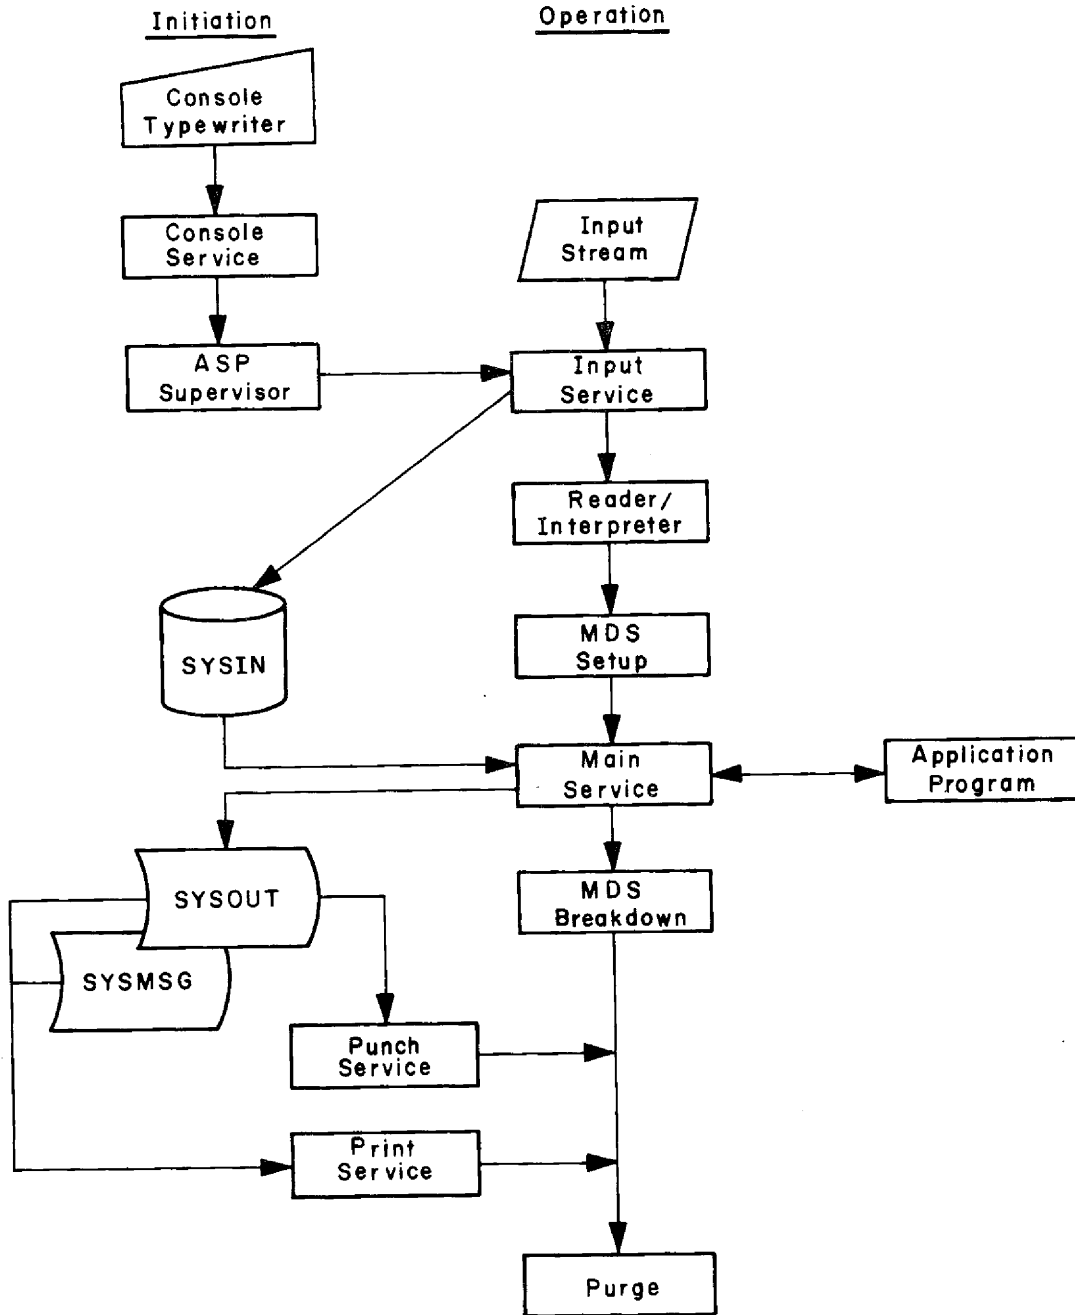 Initiation
Operation
Console
Typewriter
Console
Service
Input
Stream
ASP
Supervisor
Input
Service
Reader/
Interpreter
SYSIN
MDS
Setup
Main
Service
Application
Program
SYSOUT
SYSMSG
MDS
Breakdown
Punch
Service
Print
Service
Purge